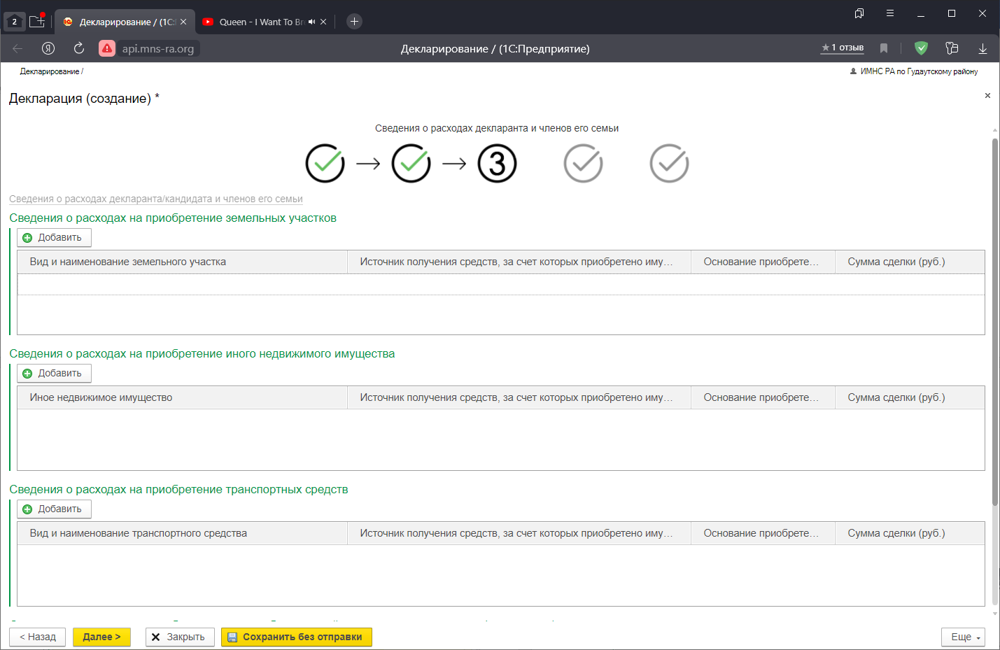 2
Декларирование / (1С:
Queen - I Want To Br
api.mns-ra.org
Декларирование / (1С:Предприятие)
1 отзыв
Декларирование /
ИМНС РА по Гудаутскому району
Декларация (создание) *
Сведения о расходах декларанта и членов его семьи
3
Сведения о расходах декларанта/кандидата и членов его семьи
Сведения о расходах на приобретение земельных участков
Добавить
Вид и наименование земельного участка Источник получения средств, за счет которых приобретено иму… Основание приобрете… Сумма сделки (руб.)
Сведения о расходах на приобретение иного недвижимого имущества
Добавить
Иное недвижимое имущество Источник получения средств, за счет которых приобретено иму… Основание приобрете… Сумма сделки (руб.)
Сведения о расходах на приобретение транспортных средств
Добавить
Вид и наименование транспортного средства Источник получения средств, за счет которых приобретено иму… Основание приобрете… Сумма сделки (руб.)
< Назад Далее > Закрыть Сохранить без отправки Еще